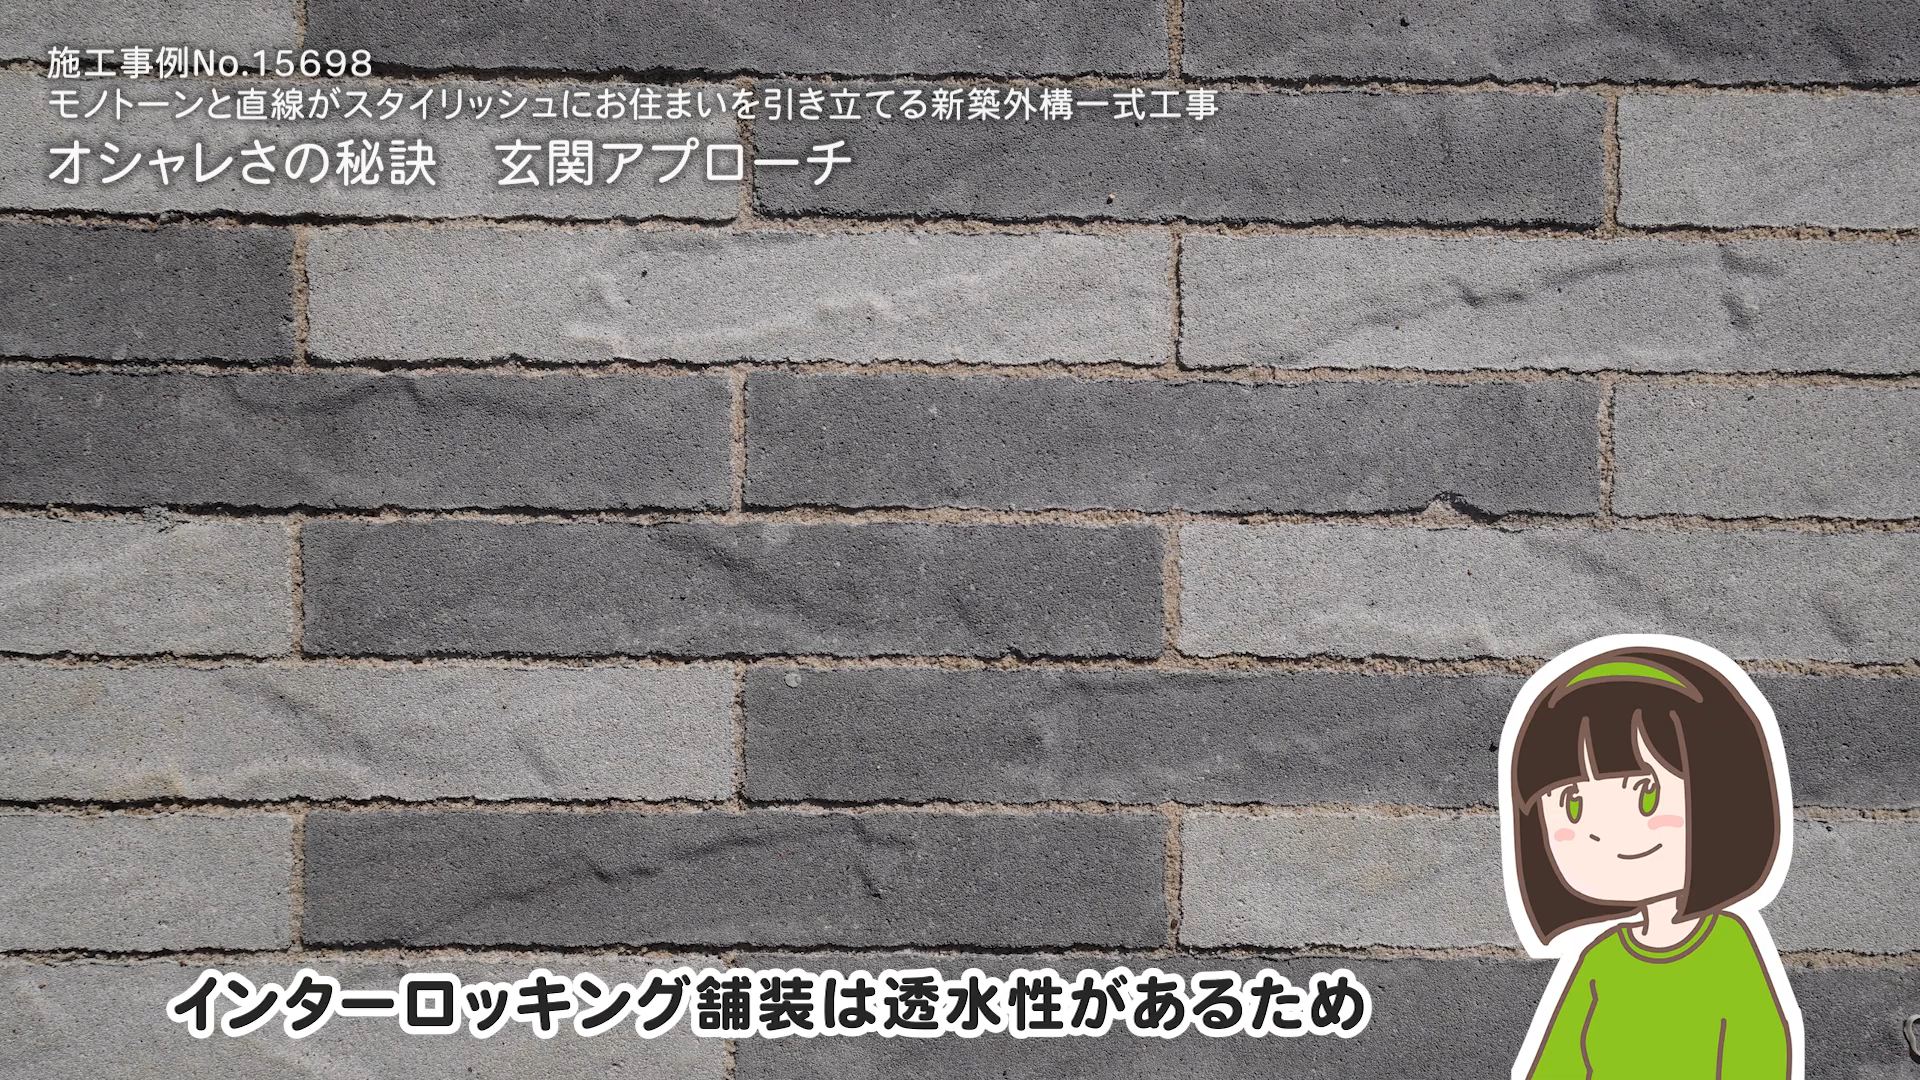 施工事例No.15698
モノトーンと直線がスタイリッシュにお住まいを引き立てる新築外構一式工事
オシャレさの秘訣　玄関アプローチ
インターロッキング舗装は透水性があるため